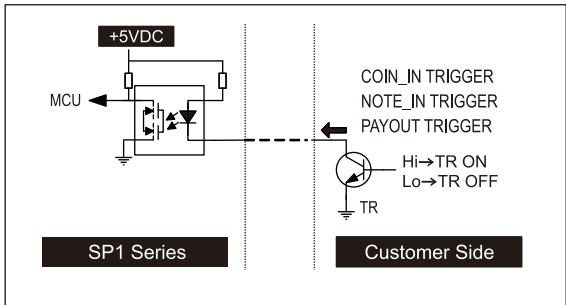 +5VDC
MCU
COIN_IN TRIGGER
NOTE_IN TRIGGER
PAYOUT TRIGGER
Hi→TR ON
Lo→TR OFF
TR
SP1 Series
Customer Side